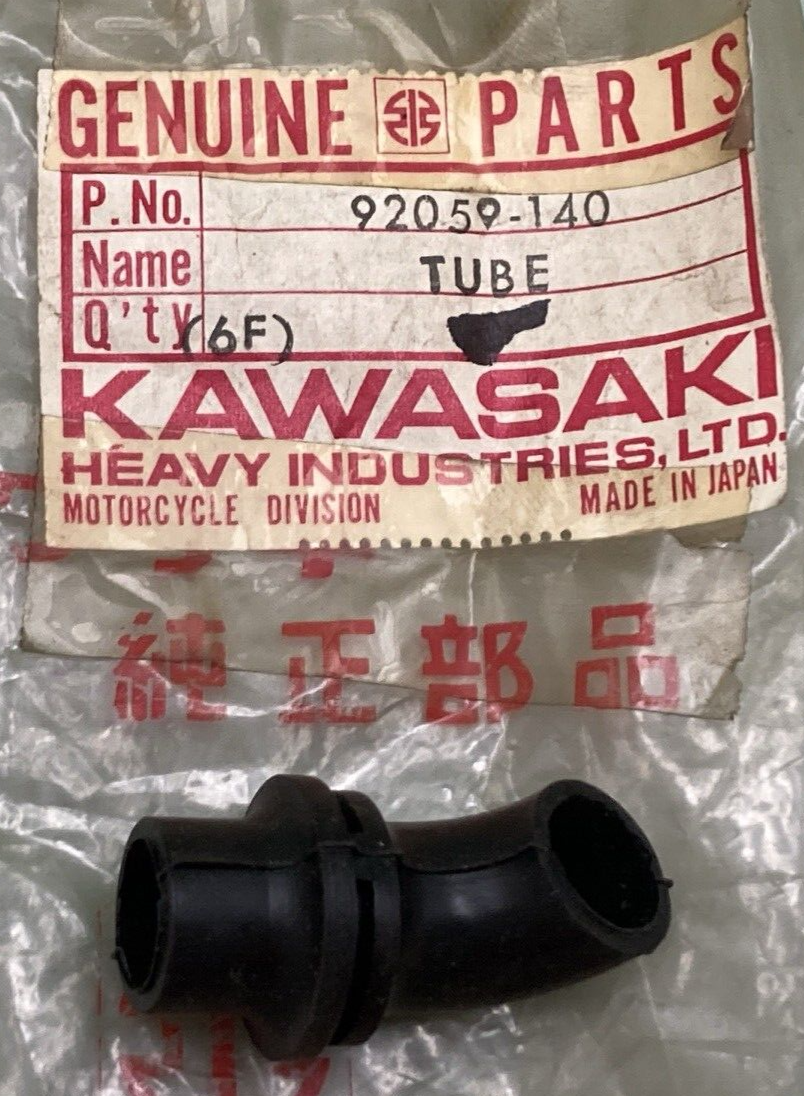 GENUINE PARTS
P.No. 92059-140
Name TUBE
Q'ty (6F)
KAWASAKI
HEAVY INDUSTRIES, LTD.
MOTORCYCLE DIVISION MADE IN JAPAN
純正部品